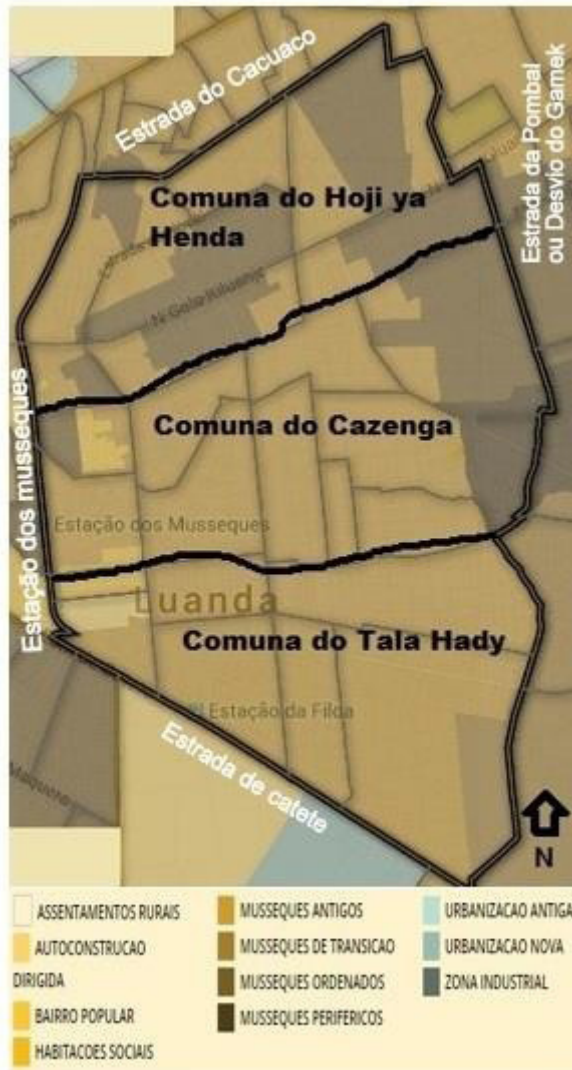 Estrada do Cacuaco
Estrada da Pombal
ou Desvio do Gamek
Comuna do Hoji ya
Henda
N'Gola Kiluange
Estação dos musseques
Comuna do Cazenga
Estação dos Musseques
Luanda
Comuna do Tala Hady
Estação da Filda
Estrada de catete
N
ASSENTAMENTOS RURAIS
AUTOCONSTRUCAO
DIRIGIDA
BAIRRO POPULAR
HABITACOES SOCIAIS
MUSSEQUES ANTIGOS
MUSSEQUES DE TRANSICAO
MUSSEQUES ORDENADOS
MUSSEQUES PERIFERICOS
URBANIZACAO ANTIGA
URBANIZACAO NOVA
ZONA INDUSTRIAL